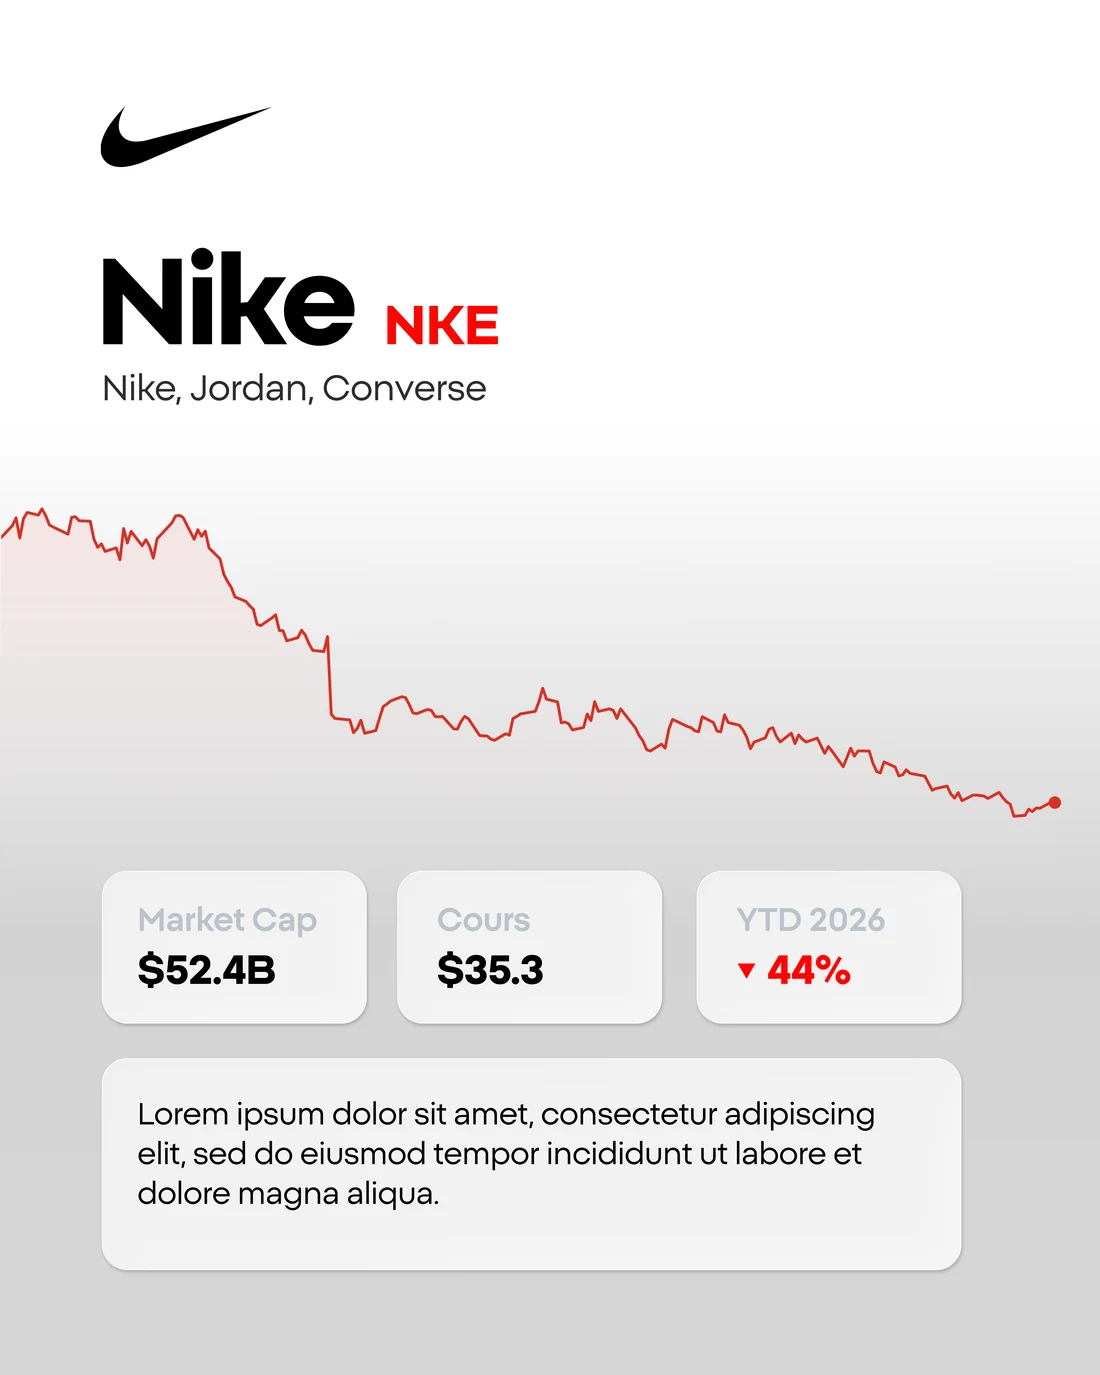 Nike NKE
Nike, Jordan, Converse
Market Cap
$52.4B
Cours
$35.3
YTD 2026
▼ 44%
Lorem ipsum dolor sit amet, consectetur adipiscing
elit, sed do eiusmod tempor incididunt ut labore et
dolore magna aliqua.